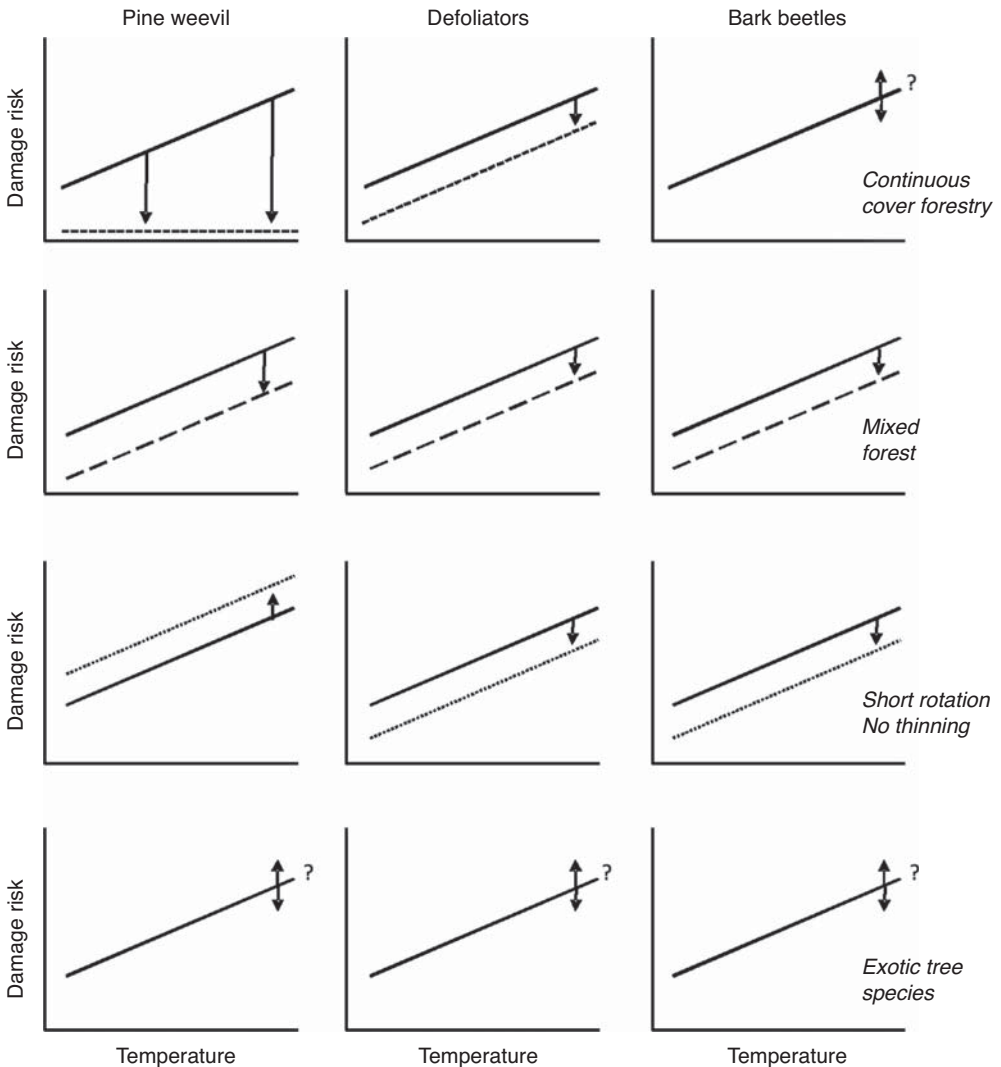 Pine weevil
Defoliators
Bark beetles
Damage risk
?
Continuous
cover forestry
Damage risk
Mixed
forest
Damage risk
Short rotation
No thinning
Damage risk
?
?
?
Exotic tree
species
Temperature
Temperature
Temperature